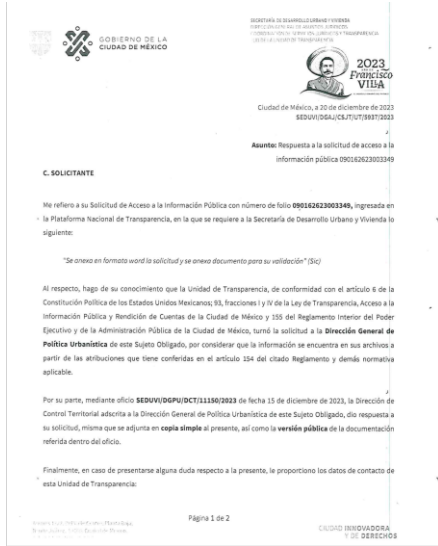 GOBIERNO DE LA
CIUDAD DE MÉXICO
SECRETARÍA DE DESARROLLO URBANO Y VIVIENDA
2023
Francisco
VILLA
Ciudad de México, a 20 de diciembre de 2023
SEDUVI/DGAJ/CSJT/UT/5937/2023
Asunto: Respuesta a la solicitud de acceso a la
información pública 090162623003349
C. SOLICITANTE
Me refiero a su Solicitud de Acceso a la Información Pública con número de folio 090162623003349, ingresada en
la Plataforma Nacional de Transparencia, en la que se requiere a la Secretaría de Desarrollo Urbano y Vivienda lo
siguiente:
"Se anexa en formato word la solicitud y se anexa documento para su validación" (Sic)
Al respecto, hago de su conocimiento que la Unidad de Transparencia, de conformidad con el artículo 6 de la
Constitución Política de los Estados Unidos Mexicanos; 93, fracciones I y IV de la Ley de Transparencia, Acceso a la
Información Pública y Rendición de Cuentas de la Ciudad de México y 155 del Reglamento Interior del Poder
Ejecutivo y de la Administración Pública de la Ciudad de México, turnó la solicitud a la Dirección General de
Política Urbanística de este Sujeto Obligado, por considerar que la información se encuentra en sus archivos a
partir de las atribuciones que tiene conferidas en el artículo 154 del citado Reglamento y demás normativa
aplicable.
Por su parte, mediante oficio SEDUVI/DGPU/DCT/11150/2023 de fecha 15 de diciembre de 2023, la Dirección de
Control Territorial adscrita a la Dirección General de Política Urbanística de este Sujeto Obligado, dio respuesta a
su solicitud, misma que se adjunta en copia simple al presente, así como la versión pública de la documentación
referida dentro del oficio.
Finalmente, en caso de presentarse alguna duda respecto a la presente, le proporciono los datos de contacto de
esta Unidad de Transparencia:
Página 1 de 2
CIUDAD INNOVADORA
Y DE DERECHOS